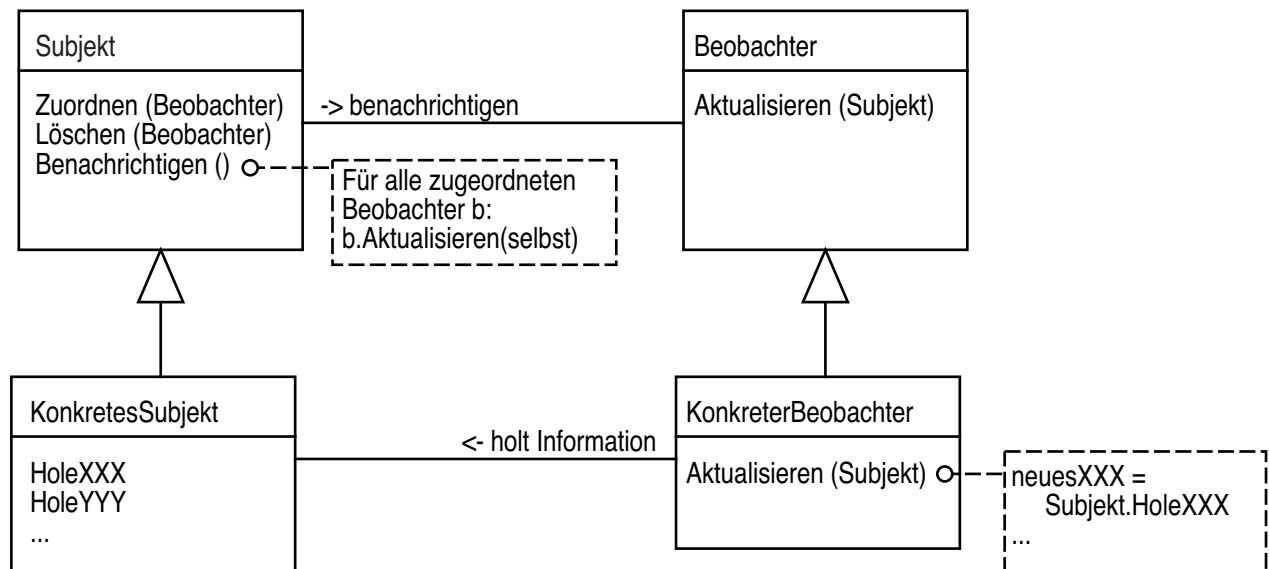 Subjekt
Zuordnen (Beobachter)
Löschen (Beobachter)
Benachrichtigen ()
-> benachrichtigen
Für alle zugeordneten
Beobachter b:
b.Aktualisieren(selbst)
Beobachter
Aktualisieren (Subjekt)
KonkretesSubjekt
HoleXXX
HoleYYY
...
<- holt Information
KonkreterBeobachter
Aktualisieren (Subjekt)
neuesXXX =
Subjekt.HoleXXX
...